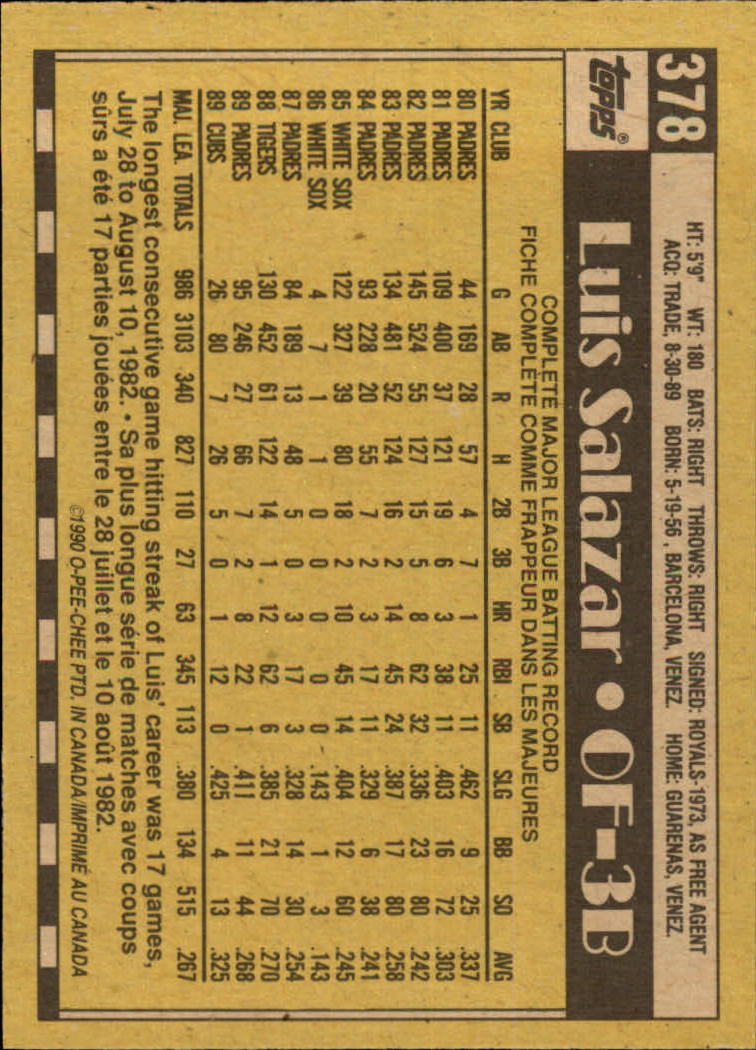 378
HT: 5'9" WT: 180 BATS: RIGHT THROWS: RIGHT SIGNED: ROYALS-1973, AS FREE AGENT
ACQ: TRADE, 8-30-89 BORN: 5-19-56, BARCELONA, VENEZ. HOME: GUARENAS, VENEZ.
topps®
Luis Salazar • OF-3B
COMPLETE MAJOR LEAGUE BATTING RECORD
FICHE COMPLÈTE COMME FRAPPEUR DANS LES MAJEURES
YR CLUB G AB R H 2B 3B HR RBI SB SLG BB SO AVG
80 PADRES 44 169 28 57 4 7 1 25 11 .462 9 25 .337
81 PADRES 109 400 37 121 19 6 3 38 11 .403 16 72 .303
82 PADRES 145 524 55 127 15 5 8 62 32 .336 23 80 .242
83 PADRES 134 481 52 124 16 2 14 45 24 .387 17 80 .258
84 PADRES 93 228 20 55 7 2 3 17 11 .329 6 38 .241
85 WHITE SOX 122 327 39 80 18 2 10 45 14 .404 12 60 .245
86 WHITE SOX 4 7 1 1 0 0 0 0 0 .143 1 3 .143
87 PADRES 84 189 13 48 5 0 3 17 3 .328 14 30 .254
88 TIGERS 130 452 61 122 14 1 12 62 6 .385 21 70 .270
89 PADRES 95 246 27 66 7 2 8 22 1 .411 11 44 .268
89 CUBS 26 80 7 26 5 0 1 12 0 .425 4 13 .325
MAJ. LEA. TOTALS 986 3103 340 827 110 27 63 345 113 .380 134 515 .267
The longest consecutive game hitting streak of Luis' career was 17 games,
July 28 to August 10, 1982. • Sa plus longue série de matches avec coups
sûrs a été 17 parties jouées entre le 28 juillet et le 10 août 1982.
©1990 O-PEE-CHEE PTD. IN CANADA/IMPRIMÉ AU CANADA